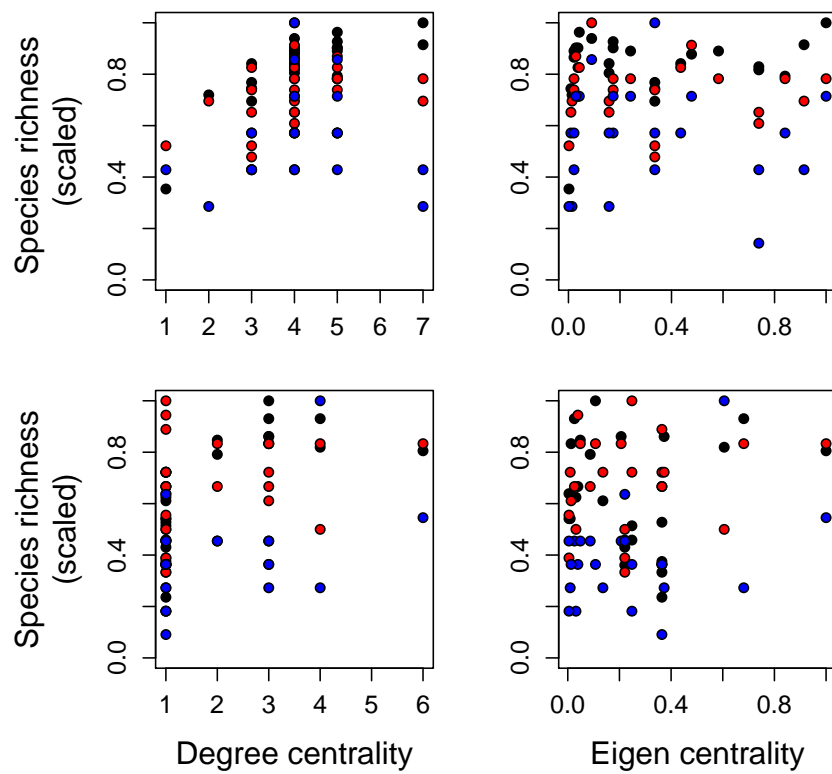 Species richness
(scaled)
0.0 0.4 0.8
1 2 3 4 5 6 7
0.0 0.4 0.8
0.0 0.4 0.8
Species richness
(scaled)
0.0 0.4 0.8
1 2 3 4 5 6
Degree centrality
0.0 0.4 0.8
0.0 0.4 0.8
Eigen centrality